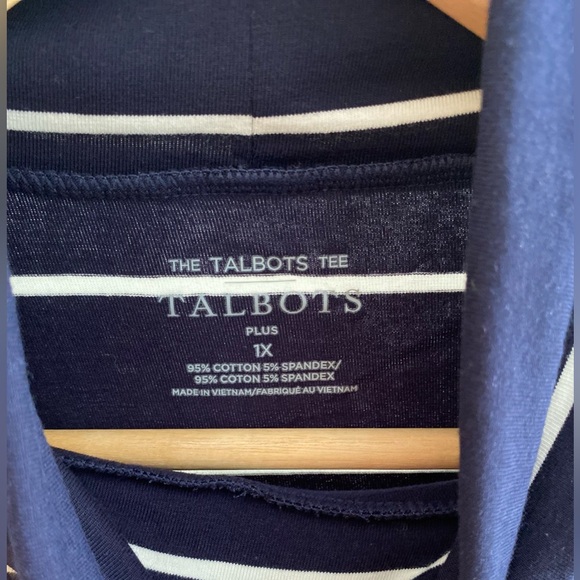 THE TALBOTS TEE
TALBOTS
PLUS
1X
95% COTTON 5% SPANDEX/
95% COTON 5% SPANDEX
MADE IN VIETNAM/FABRIQUÉ AU VIETNAM